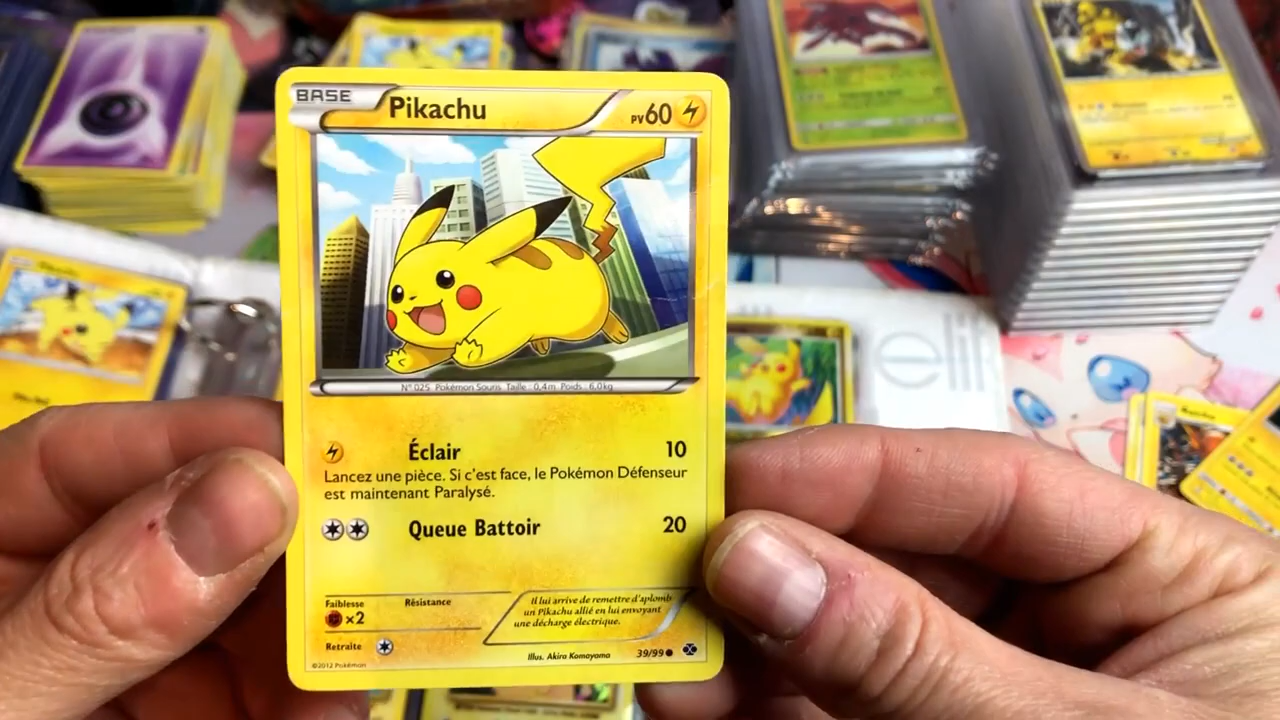 BASE
Pikachu
PV60
N° 025 Pokémon Souris Taille : 0,4m Poids : 6,0kg
Éclair 10
Lancez une pièce. Si c'est face, le Pokémon Défenseur
est maintenant Paralysé.
Queue Battoir 20
Faiblesse
×2
Résistance
Retraite
Il lui arrive de remettre d'aplomb
un Pikachu allié en lui envoyant
une décharge électrique.
©2012 Pokémon
Illus. Akira Komayama
39/99
eli